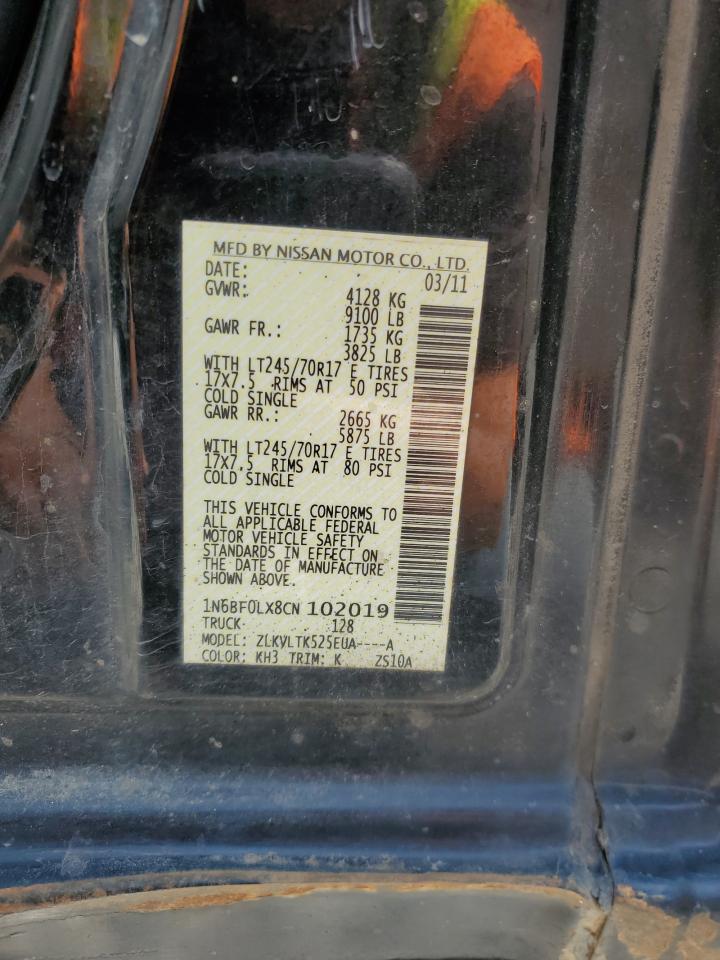 MFD BY NISSAN MOTOR CO., LTD.
DATE: 03/11
GVWR: 4128 KG
9100 LB
GAWR FR.: 1735 KG
3825 LB
WITH LT245/70R17 E TIRES
17X7.5 RIMS AT 50 PSI
COLD SINGLE
GAWR RR.: 2665 KG
5875 LB
WITH LT245/70R17 E TIRES
17X7.5 RIMS AT 80 PSI
COLD SINGLE
THIS VEHICLE CONFORMS TO
ALL APPLICABLE FEDERAL
MOTOR VEHICLE SAFETY
STANDARDS IN EFFECT ON
THE DATE OF MANUFACTURE
SHOWN ABOVE.
1N6BF0LX8CN 102019
TRUCK 128
MODEL: ZLKVLTK525EUA----A
COLOR: KH3 TRIM: K ZS10A